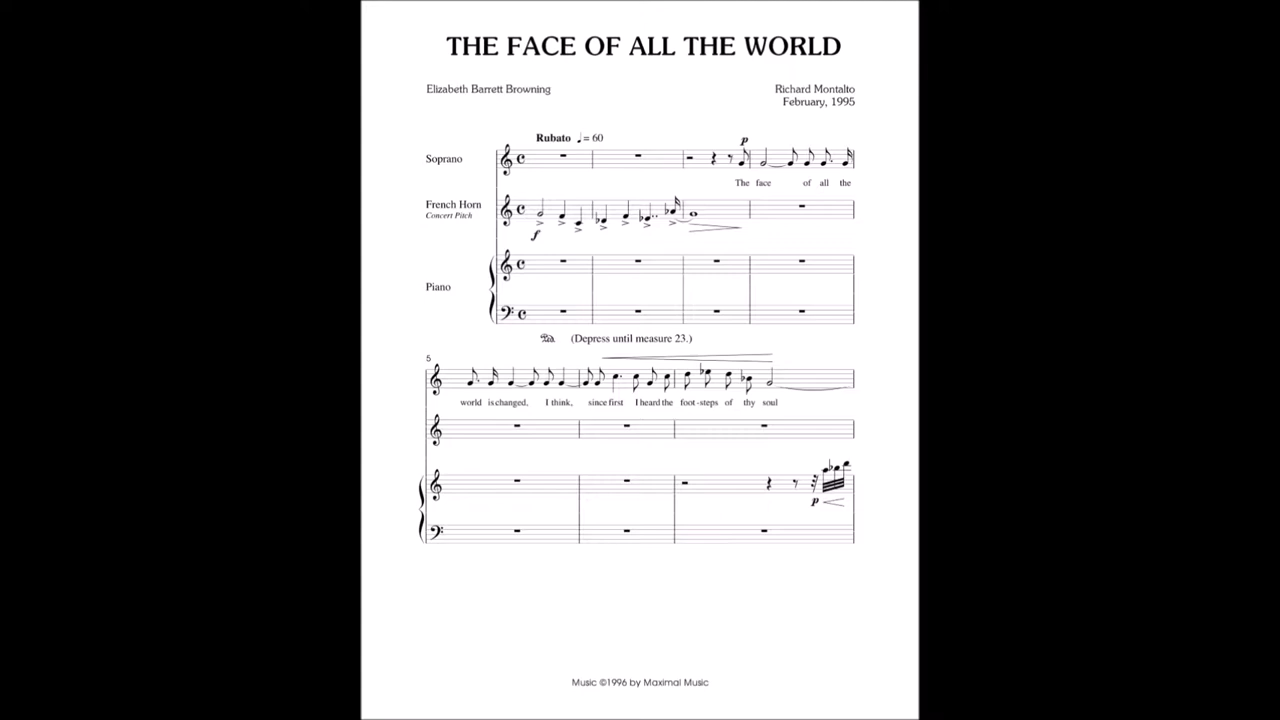 THE FACE OF ALL THE WORLD
Elizabeth Barrett Browning
Richard Montalto
February, 1995
Rubato ♩= 60
p
Soprano
The face of all the
French Horn
Concert Pitch
f
Piano
(Depress until measure 23.)
5
world is changed, I think, since first I heard the foot-steps of thy soul
p
Music ©1996 by Maximal Music